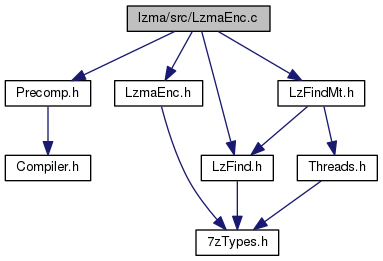 lzma/src/LzmaEnc.c
Precomp.h
LzmaEnc.h
LzFindMt.h
Compiler.h
LzFind.h
Threads.h
7zTypes.h